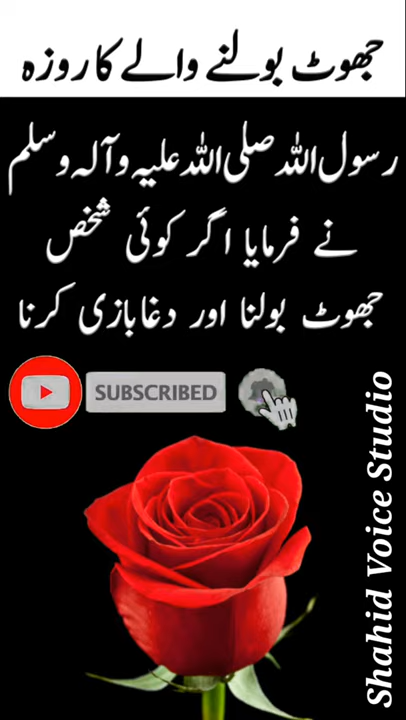 جھوٹ بولنے والے کا روزہ
رسول اللہ صلی اللہ علیہ وآلہ وسلم
نے فرمایا اگر کوئی شخص
جھوٹ بولنا اور دغابازی کرنا
SUBSCRIBED
Shahid Voice Studio